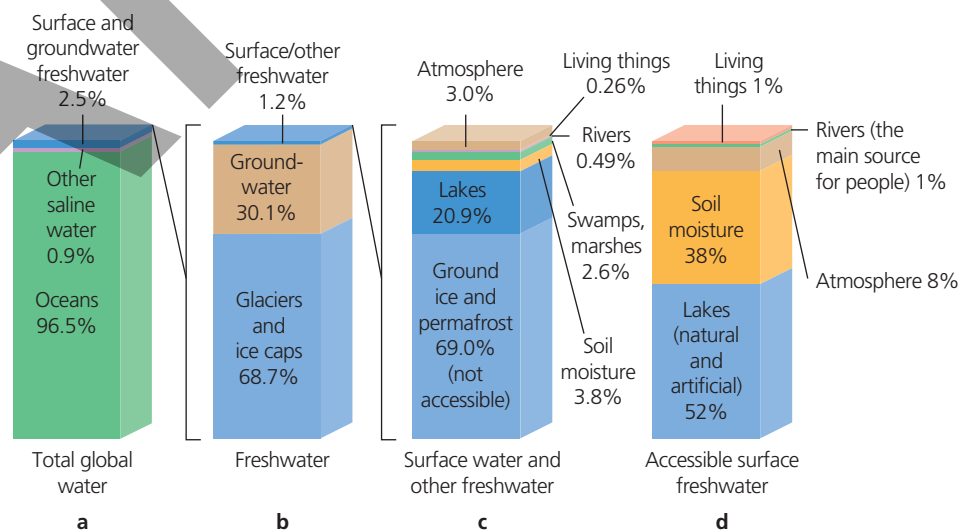 Surface and
groundwater
freshwater
2.5%
Other
saline
water
0.9%
Oceans
96.5%
Total global
water
a
Surface/other
freshwater
1.2%
Ground-
water
30.1%
Glaciers
and
ice caps
68.7%
Freshwater
b
Atmosphere
3.0%
Living things
0.26%
Rivers
0.49%
Swamps,
marshes
2.6%
Soil
moisture
3.8%
Lakes
20.9%
Ground
ice and
permafrost
69.0%
(not
accessible)
Surface water and
other freshwater
c
Living
things 1%
Rivers (the
main source
for people) 1%
Atmosphere 8%
Soil
moisture
38%
Lakes
(natural
and
artificial)
52%
Accessible surface
freshwater
d